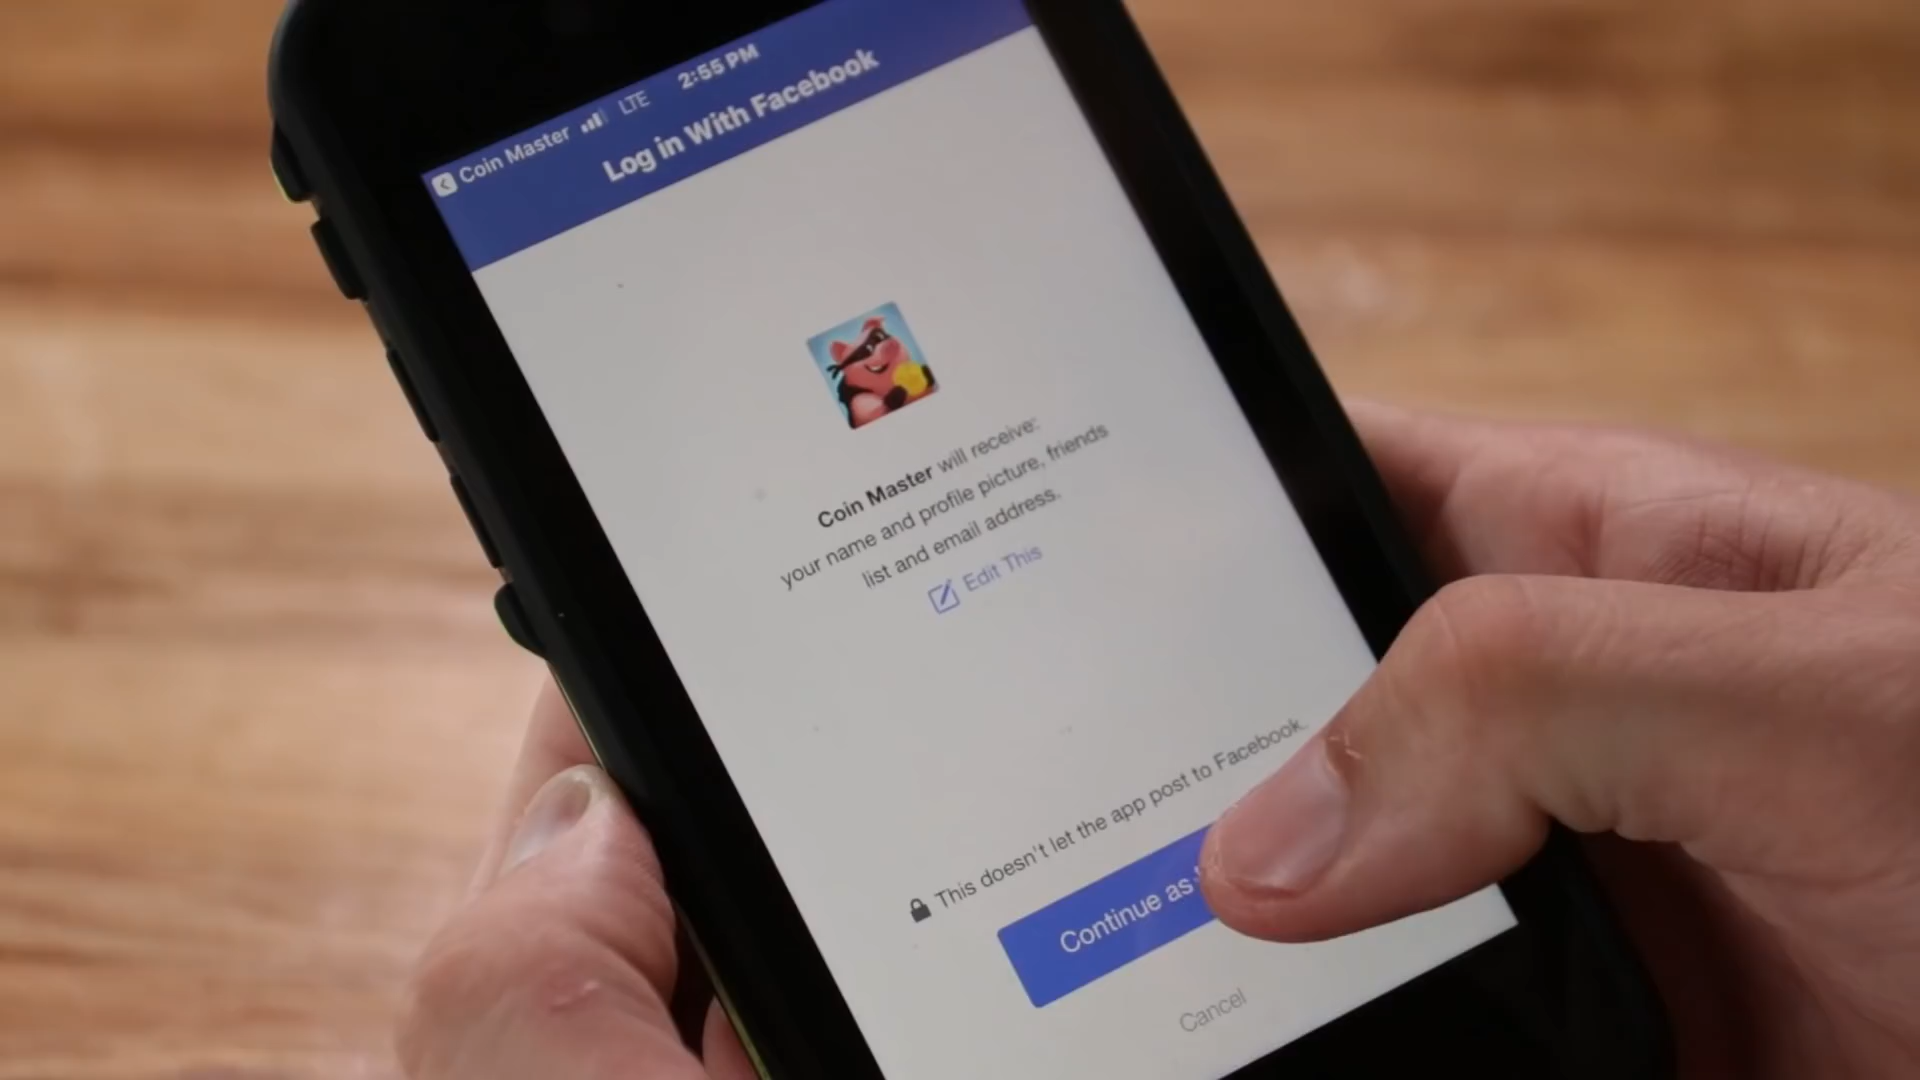 Coin Master LTE 2:55 PM
Log in With Facebook
Coin Master will receive:
your name and profile picture, friends
list and email address.
Edit This
This doesn't let the app post to Facebook.
Continue as
Cancel